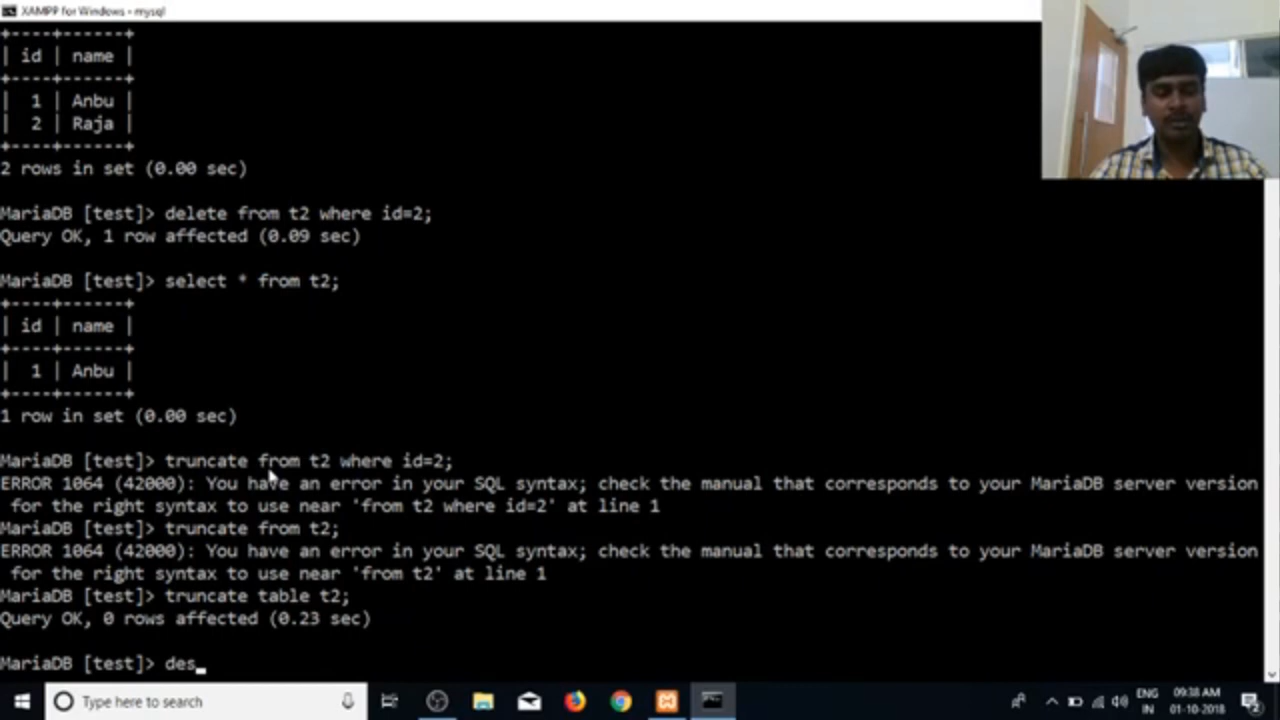 XAMPP for Windows - mysql
+----+------+
| id | name |
+----+------+
| 1 | Anbu |
| 2 | Raja |
+----+------+
2 rows in set (0.00 sec)
MariaDB [test]> delete from t2 where id=2;
Query OK, 1 row affected (0.09 sec)
MariaDB [test]> select * from t2;
+----+------+
| id | name |
+----+------+
| 1 | Anbu |
+----+------+
1 row in set (0.00 sec)
MariaDB [test]> truncate from t2 where id=2;
ERROR 1064 (42000): You have an error in your SQL syntax; check the manual that corresponds to your MariaDB server version
for the right syntax to use near 'from t2 where id=2' at line 1
MariaDB [test]> truncate from t2;
ERROR 1064 (42000): You have an error in your SQL syntax; check the manual that corresponds to your MariaDB server version
for the right syntax to use near 'from t2' at line 1
MariaDB [test]> truncate table t2;
Query OK, 0 rows affected (0.23 sec)
MariaDB [test]> des_
Type here to search
ENG 09:38 AM
IN 01-10-2018
2